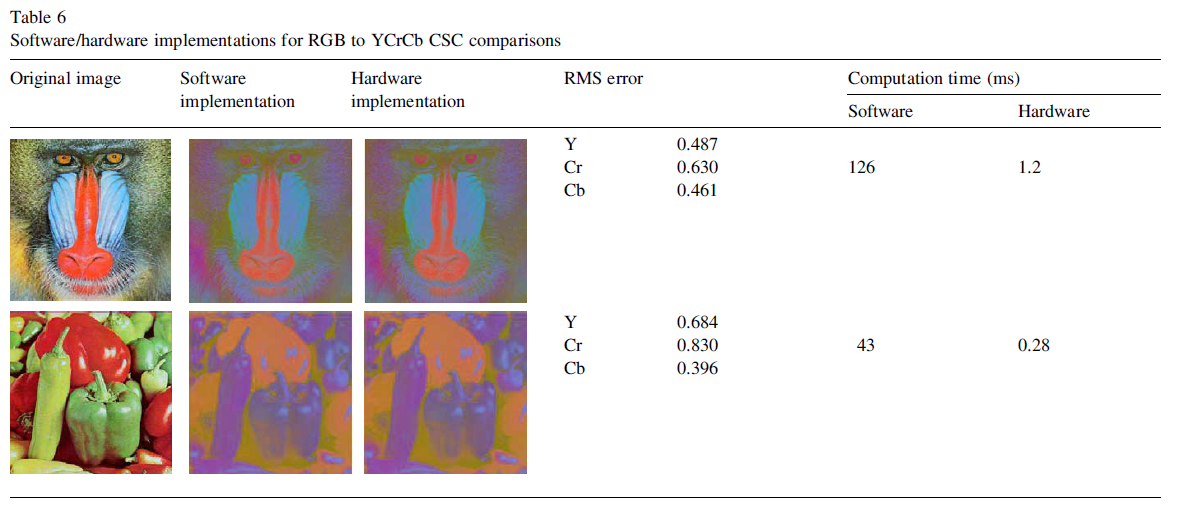 Table 6
Software/hardware implementations for RGB to YCrCb CSC comparisons
Original image Software implementation Hardware implementation RMS error Computation time (ms)
Software Hardware
Y 0.487
Cr 0.630 126 1.2
Cb 0.461
Y 0.684
Cr 0.830 43 0.28
Cb 0.396